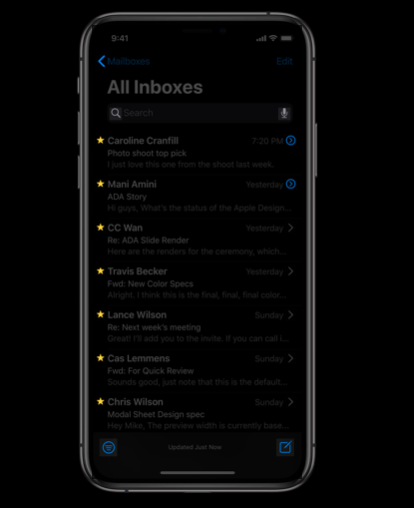 9:41
Mailboxes
Edit
All Inboxes
Search
Caroline Cranfill
7:20 PM
Photo shoot top pick
I just love this one from the shoot last week.
Mani Amini
Yesterday
ADA Story
Hi guys, What's the status of the Apple Design...
CC Wan
Yesterday
Re: ADA Slide Render
Here are the renders for the ceremony, which...
Travis Becker
Yesterday
Fwd: New Color Specs
Alright. I think this is the final, final, final color...
Lance Wilson
Sunday
Re: Next week's meeting
Great! I'll add you to the invite. If you can call i...
Cas Lemmens
Sunday
Fwd: For Quick Review
Sounds good, just note that this is the default...
Chris Wilson
Sunday
Modal Sheet Design spec
Hey Mike, The preview width is currently base...
Updated Just Now